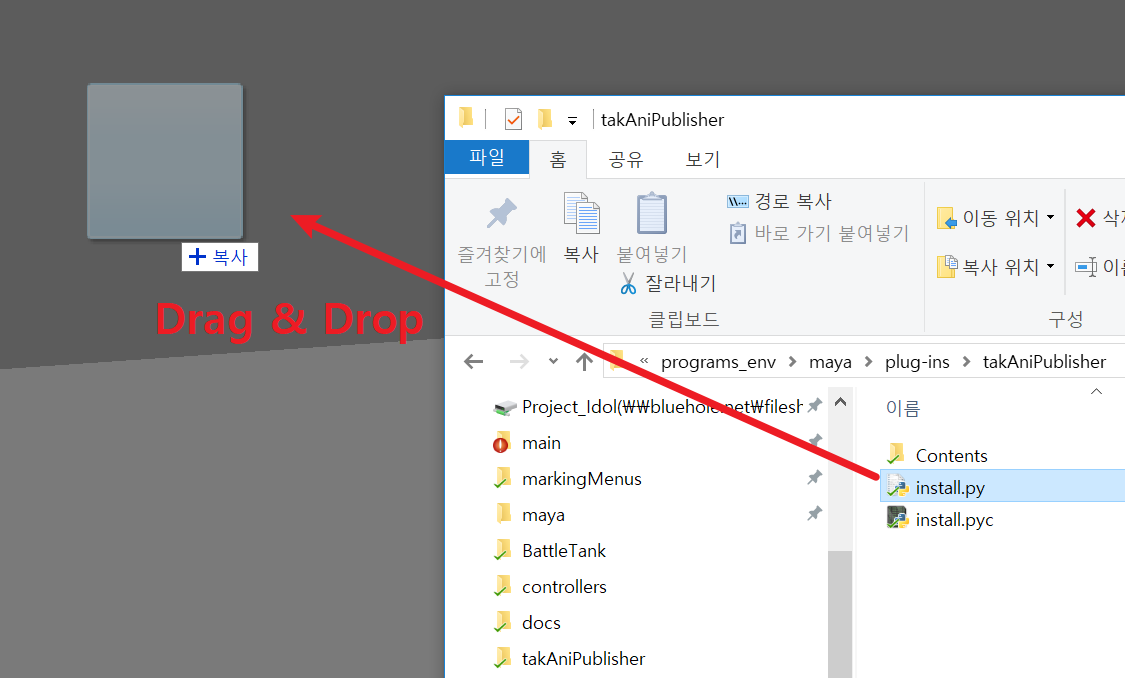 takAniPublisher
파일 홈 공유 보기
즐겨찾기에
고정
복사
붙여넣기
잘라내기
경로 복사
바로 가기 붙여넣기
클립보드
이동 위치
복사 위치
구성
+ 복사
Drag & Drop
« programs_env > maya > plug-ins > takAniPublisher
Project_Idol(₩₩bluehole.net₩filesh
main
markingMenus
maya
BattleTank
controllers
docs
takAniPublisher
이름
Contents
install.py
install.pyc